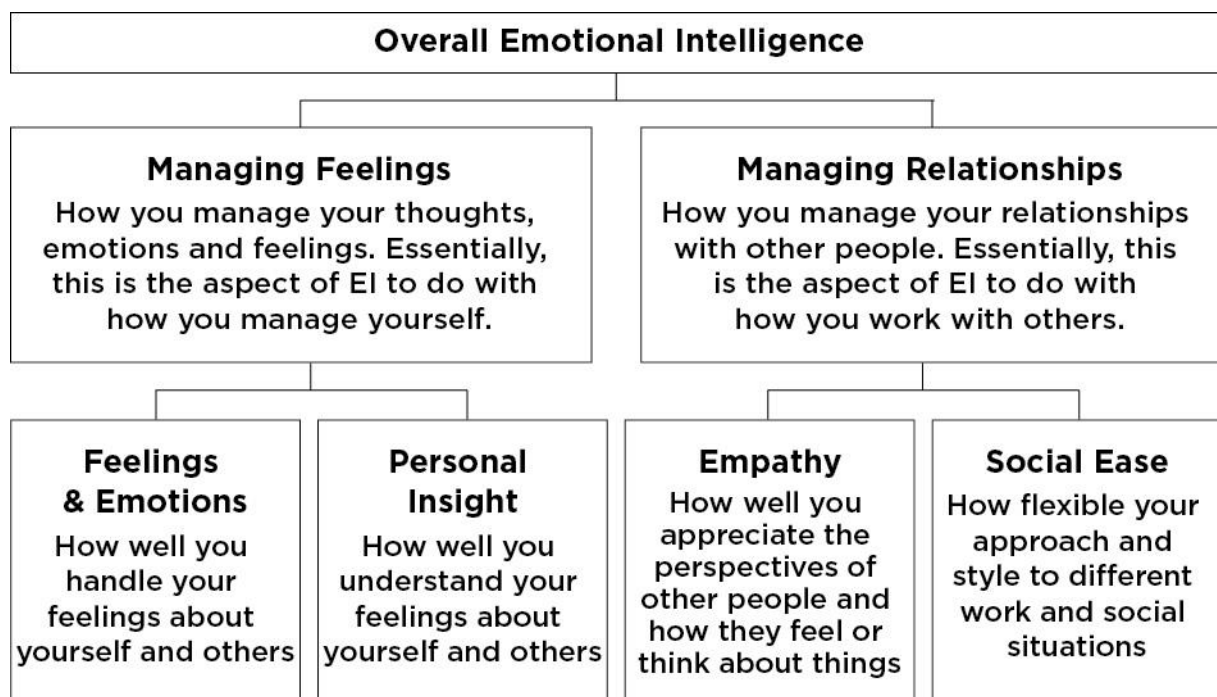 Overall Emotional Intelligence
Managing Feelings
How you manage your thoughts,
emotions and feelings. Essentially,
this is the aspect of EI to do with
how you manage yourself.
Managing Relationships
How you manage your relationships
with other people. Essentially, this
is the aspect of EI to do with
how you work with others.
Feelings
& Emotions
How well you
handle your
feelings about
yourself and others
Personal
Insight
How well you
understand your
feelings about
yourself and others
Empathy
How well you
appreciate the
perspectives of
other people and
how they feel or
think about things
Social Ease
How flexible your
approach and
style to different
work and social
situations